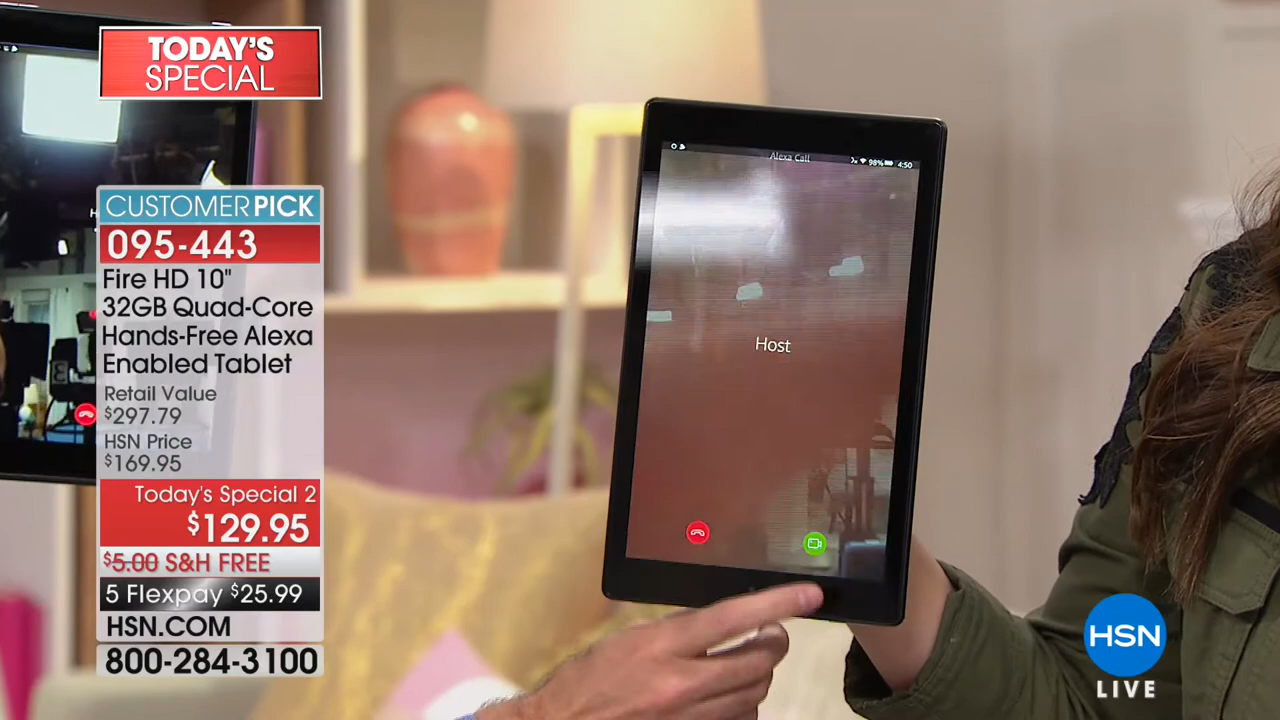 TODAY'S
SPECIAL
CUSTOMER PICK
095-443
Fire HD 10"
32GB Quad-Core
Hands-Free Alexa
Enabled Tablet
Retail Value
$297.79
HSN Price
$169.95
Today's Special 2
$129.95
$5.00 S&H FREE
5 Flexpay $25.99
HSN.COM
800-284-3100
Alexa Call
98%
4:50
Host
H
HSN
LIVE